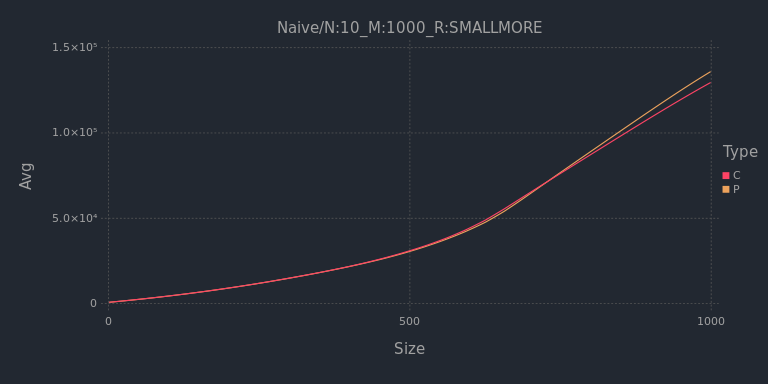 Naive/N:10_M:1000_R:SMALLMORE
1.5×10⁵
1.0×10⁵
5.0×10⁴
0
Avg
0 500 1000
Size
Type
C
P